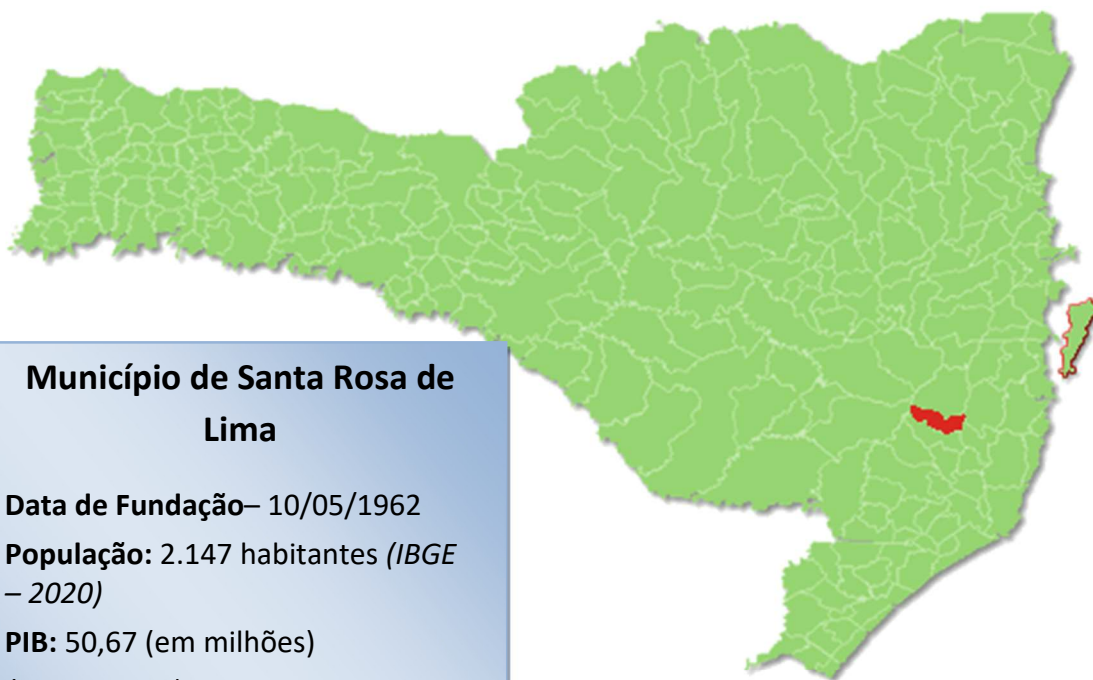 Município de Santa Rosa de
Lima
Data de Fundação– 10/05/1962
População: 2.147 habitantes (IBGE
– 2020)
PIB: 50,67 (em milhões)